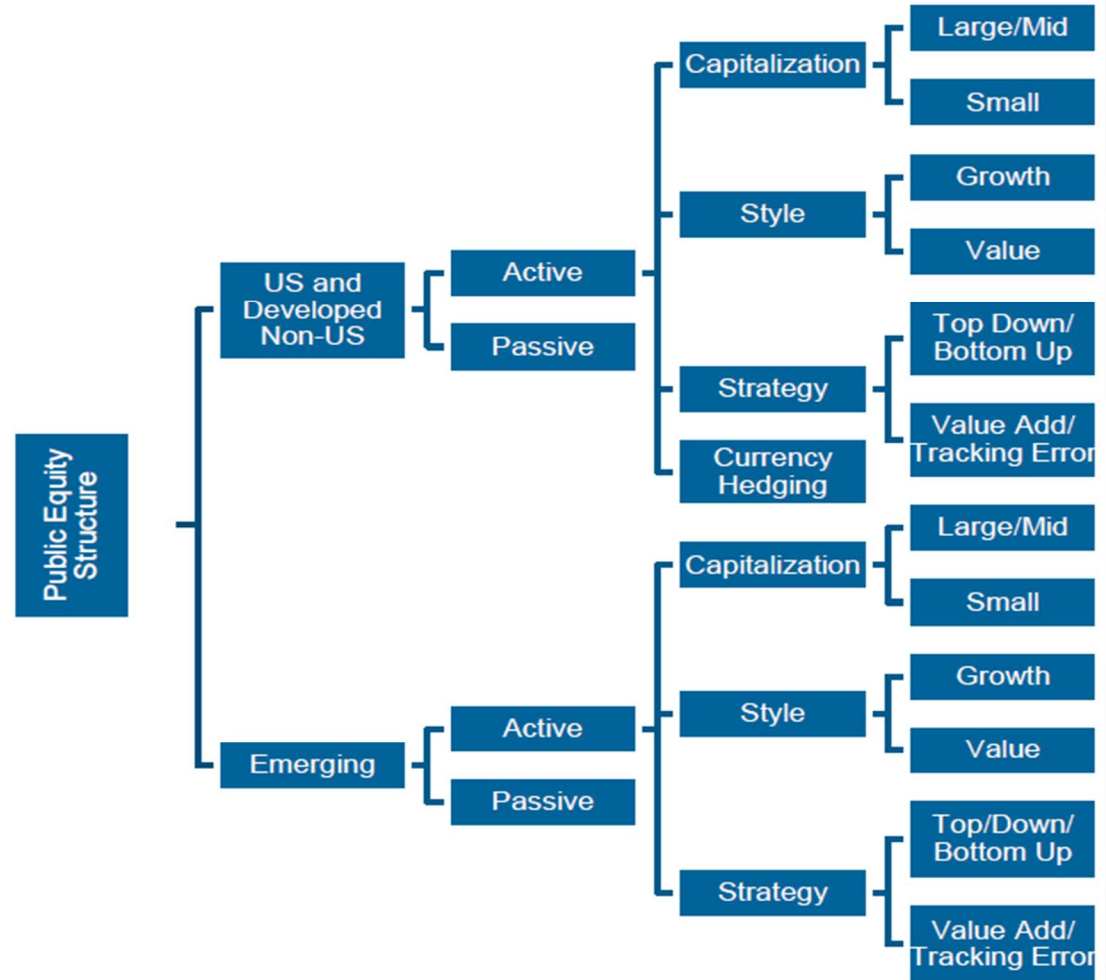 Public Equity
Structure
US and
Developed
Non-US
Active
Passive
Capitalization
Large/Mid
Small
Style
Growth
Value
Strategy
Top Down/
Bottom Up
Value Add/
Tracking Error
Currency
Hedging
Emerging
Active
Passive
Capitalization
Large/Mid
Small
Style
Growth
Value
Strategy
Top/Down/
Bottom Up
Value Add/
Tracking Error